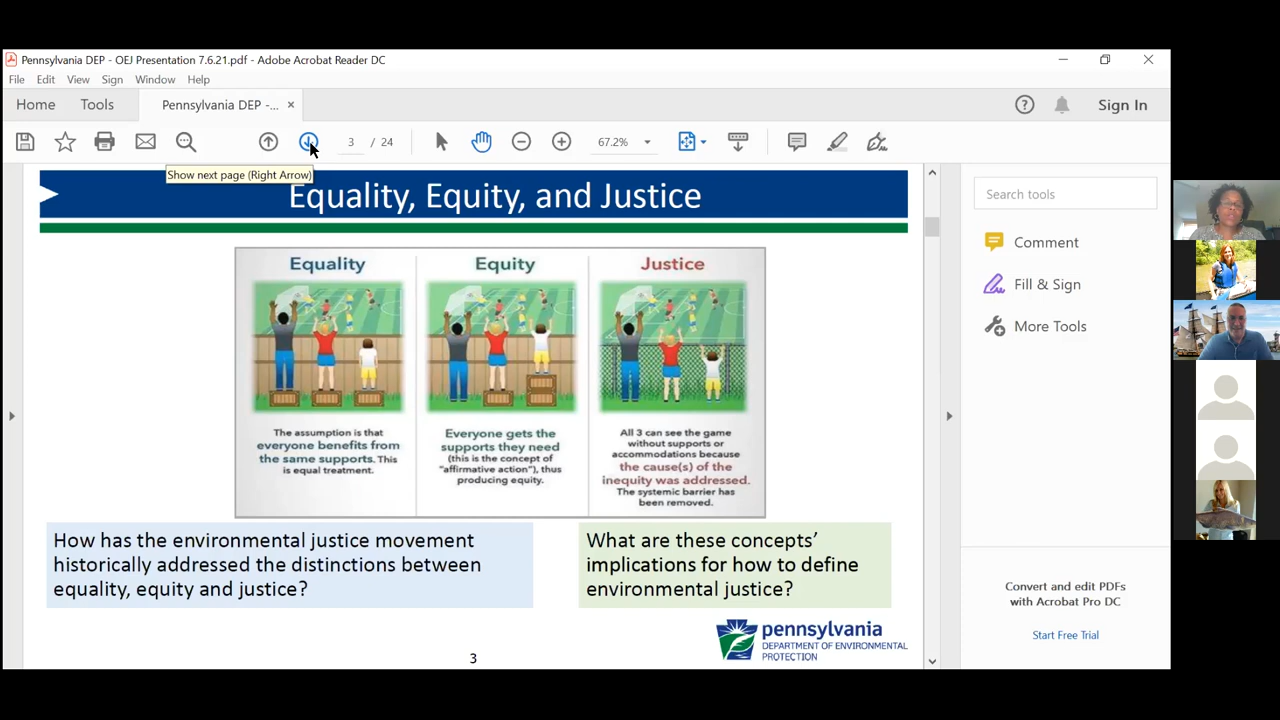 Pennsylvania DEP - OEJ Presentation 7.6.21.pdf - Adobe Acrobat Reader DC
File Edit View Sign Window Help
Home Tools Pennsylvania DEP -... × Sign In
3 / 24 67.2%
Show next page (Right Arrow)
Equality, Equity, and Justice
Equality
The assumption is that
everyone benefits from
the same supports. This
is equal treatment.
Equity
Everyone gets the
supports they need
(this is the concept of
"affirmative action"), thus
producing equity.
Justice
All 3 can see the game
without supports or
accommodations because
the cause(s) of the
inequity was addressed.
The systemic barrier has
been removed.
How has the environmental justice movement
historically addressed the distinctions between
equality, equity and justice?
What are these concepts'
implications for how to define
environmental justice?
pennsylvania
DEPARTMENT OF ENVIRONMENTAL
PROTECTION
3
Search tools
Comment
Fill & Sign
More Tools
Convert and edit PDFs
with Acrobat Pro DC
Start Free Trial